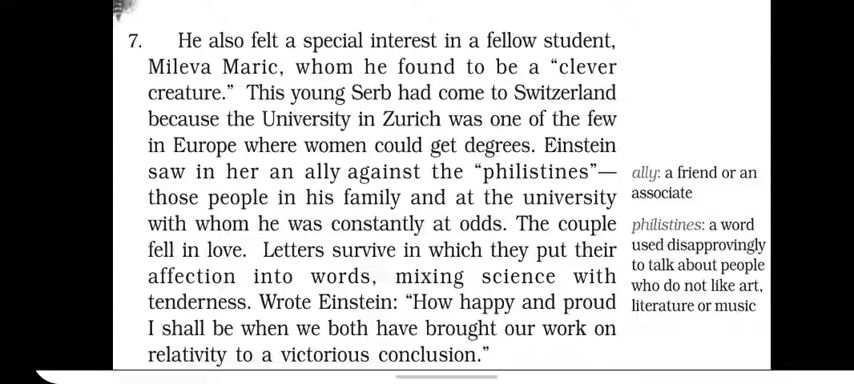 7. He also felt a special interest in a fellow student,
Mileva Maric, whom he found to be a “clever
creature.” This young Serb had come to Switzerland
because the University in Zurich was one of the few
in Europe where women could get degrees. Einstein
saw in her an ally against the “philistines”—
those people in his family and at the university
with whom he was constantly at odds. The couple
fell in love. Letters survive in which they put their
affection into words, mixing science with
tenderness. Wrote Einstein: “How happy and proud
I shall be when we both have brought our work on
relativity to a victorious conclusion.”
ally: a friend or an
associate
philistines: a word
used disapprovingly
to talk about people
who do not like art,
literature or music